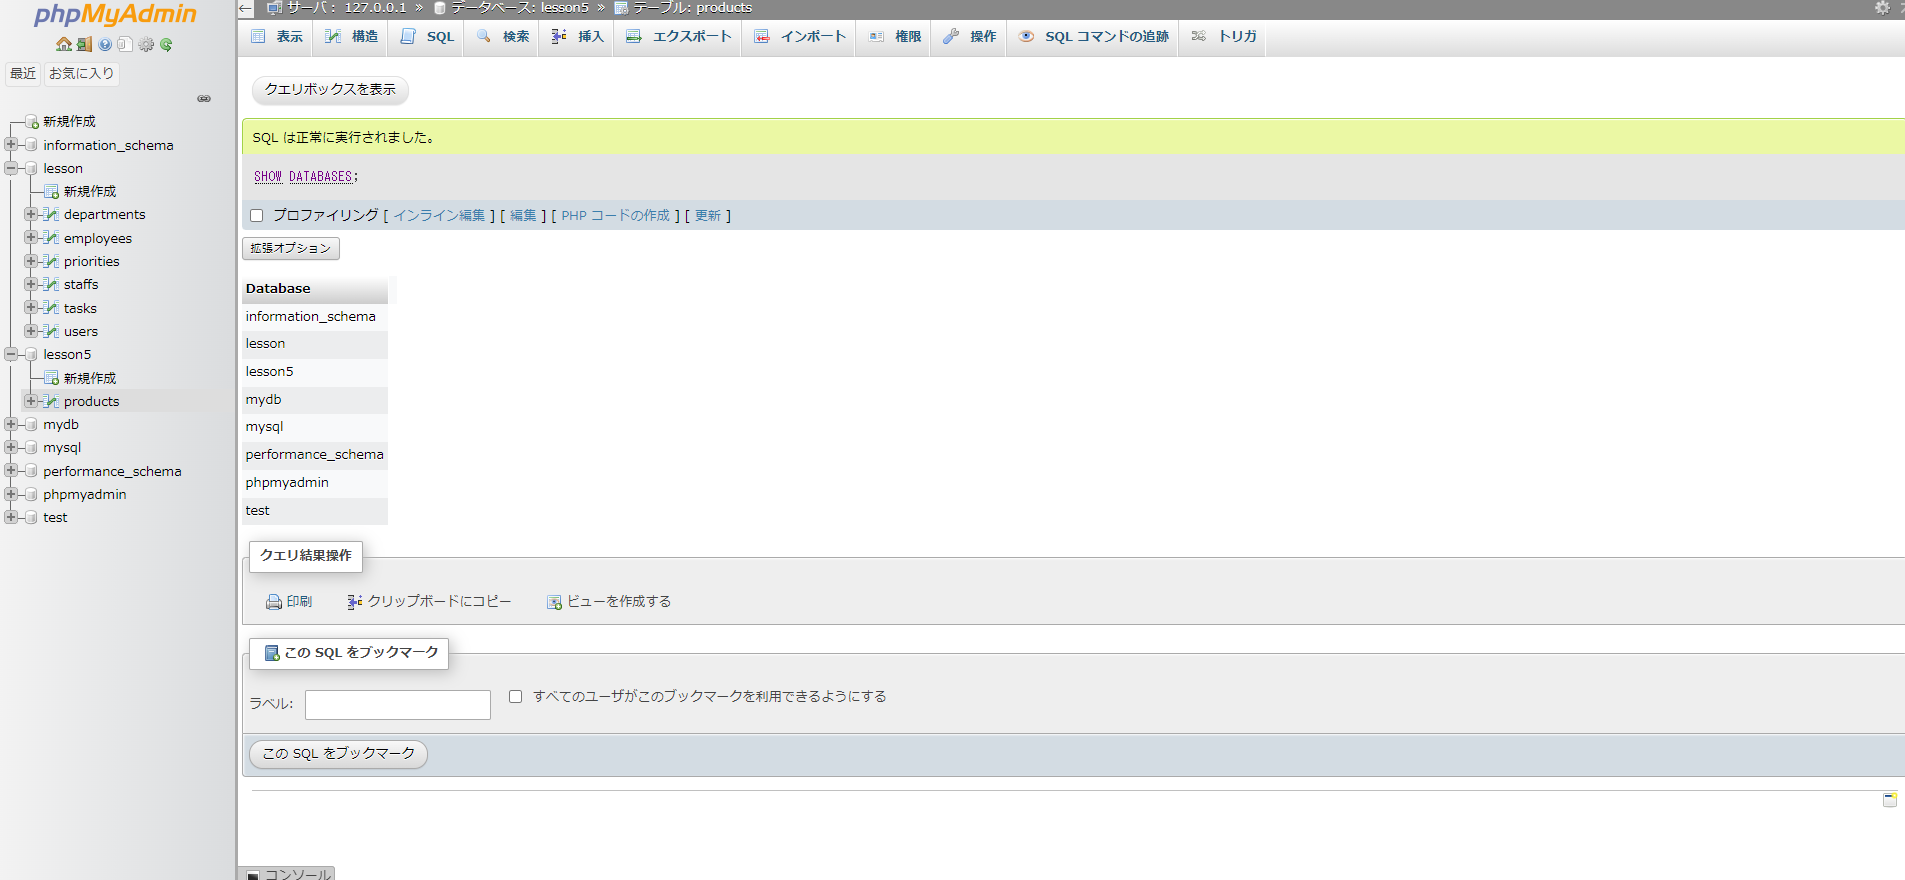 phpMyAdmin
最近 お気に入り
新規作成
information_schema
lesson
新規作成
departments
employees
priorities
staffs
tasks
users
lesson5
新規作成
products
mydb
mysql
performance_schema
phpmyadmin
test
サーバ: 127.0.0.1 » データベース: lesson5 » テーブル: products
表示 構造 SQL 検索 挿入 エクスポート インポート 権限 操作 SQL コマンドの追跡 トリガ
クエリボックスを表示
SQL は正常に実行されました。
SHOW DATABASES;
プロファイリング [ インライン編集 ] [ 編集 ] [ PHP コードの作成 ] [ 更新 ]
拡張オプション
Database
information_schema
lesson
lesson5
mydb
mysql
performance_schema
phpmyadmin
test
クエリ結果操作
印刷 クリップボードにコピー ビューを作成する
この SQL をブックマーク
ラベル: すべてのユーザがこのブックマークを利用できるようにする
この SQL をブックマーク
コンソール